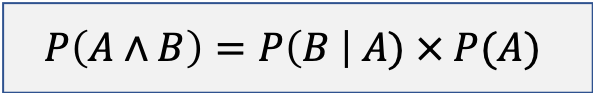 P(A ∧ B) = P(B | A) × P(A)